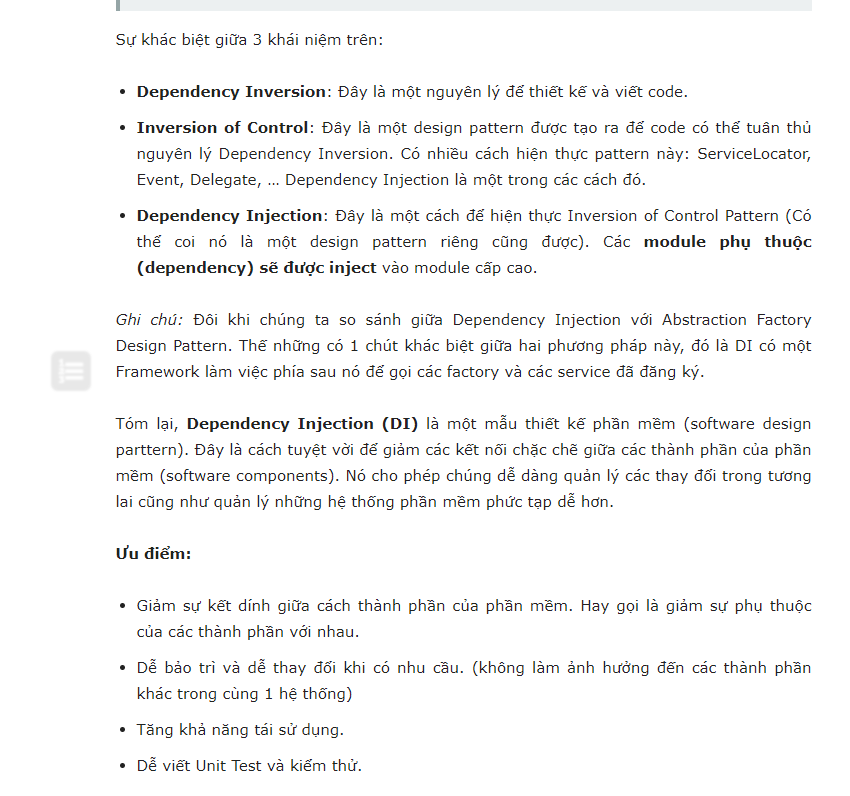 Sự khác biệt giữa 3 khái niệm trên:
Dependency Inversion: Đây là một nguyên lý để thiết kế và viết code.
Inversion of Control: Đây là một design pattern được tạo ra để code có thể tuân thủ
nguyên lý Dependency Inversion. Có nhiều cách hiện thực pattern này: ServiceLocator,
Event, Delegate, … Dependency Injection là một trong các cách đó.
Dependency Injection: Đây là một cách để hiện thực Inversion of Control Pattern (Có
thể coi nó là một design pattern riêng cũng được). Các module phụ thuộc
(dependency) sẽ được inject vào module cấp cao.
Ghi chú: Đôi khi chúng ta so sánh giữa Dependency Injection với Abstraction Factory
Design Pattern. Thế những có 1 chút khác biệt giữa hai phương pháp này, đó là DI có một
Framework làm việc phía sau nó để gọi các factory và các service đã đăng ký.
Tóm lại, Dependency Injection (DI) là một mẫu thiết kế phần mềm (software design
parttern). Đây là cách tuyệt vời để giảm các kết nối chặc chẽ giữa các thành phần của phần
mềm (software components). Nó cho phép chúng dễ dàng quản lý các thay đổi trong tương
lai cũng như quản lý những hệ thống phần mềm phức tạp dễ hơn.
Ưu điểm:
Giảm sự kết dính giữa cách thành phần của phần mềm. Hay gọi là giảm sự phụ thuộc
của các thành phần với nhau.
Dễ bảo trì và dễ thay đổi khi có nhu cầu. (không làm ảnh hưởng đến các thành phần
khác trong cùng 1 hệ thống)
Tăng khả năng tái sử dụng.
Dễ viết Unit Test và kiểm thử.